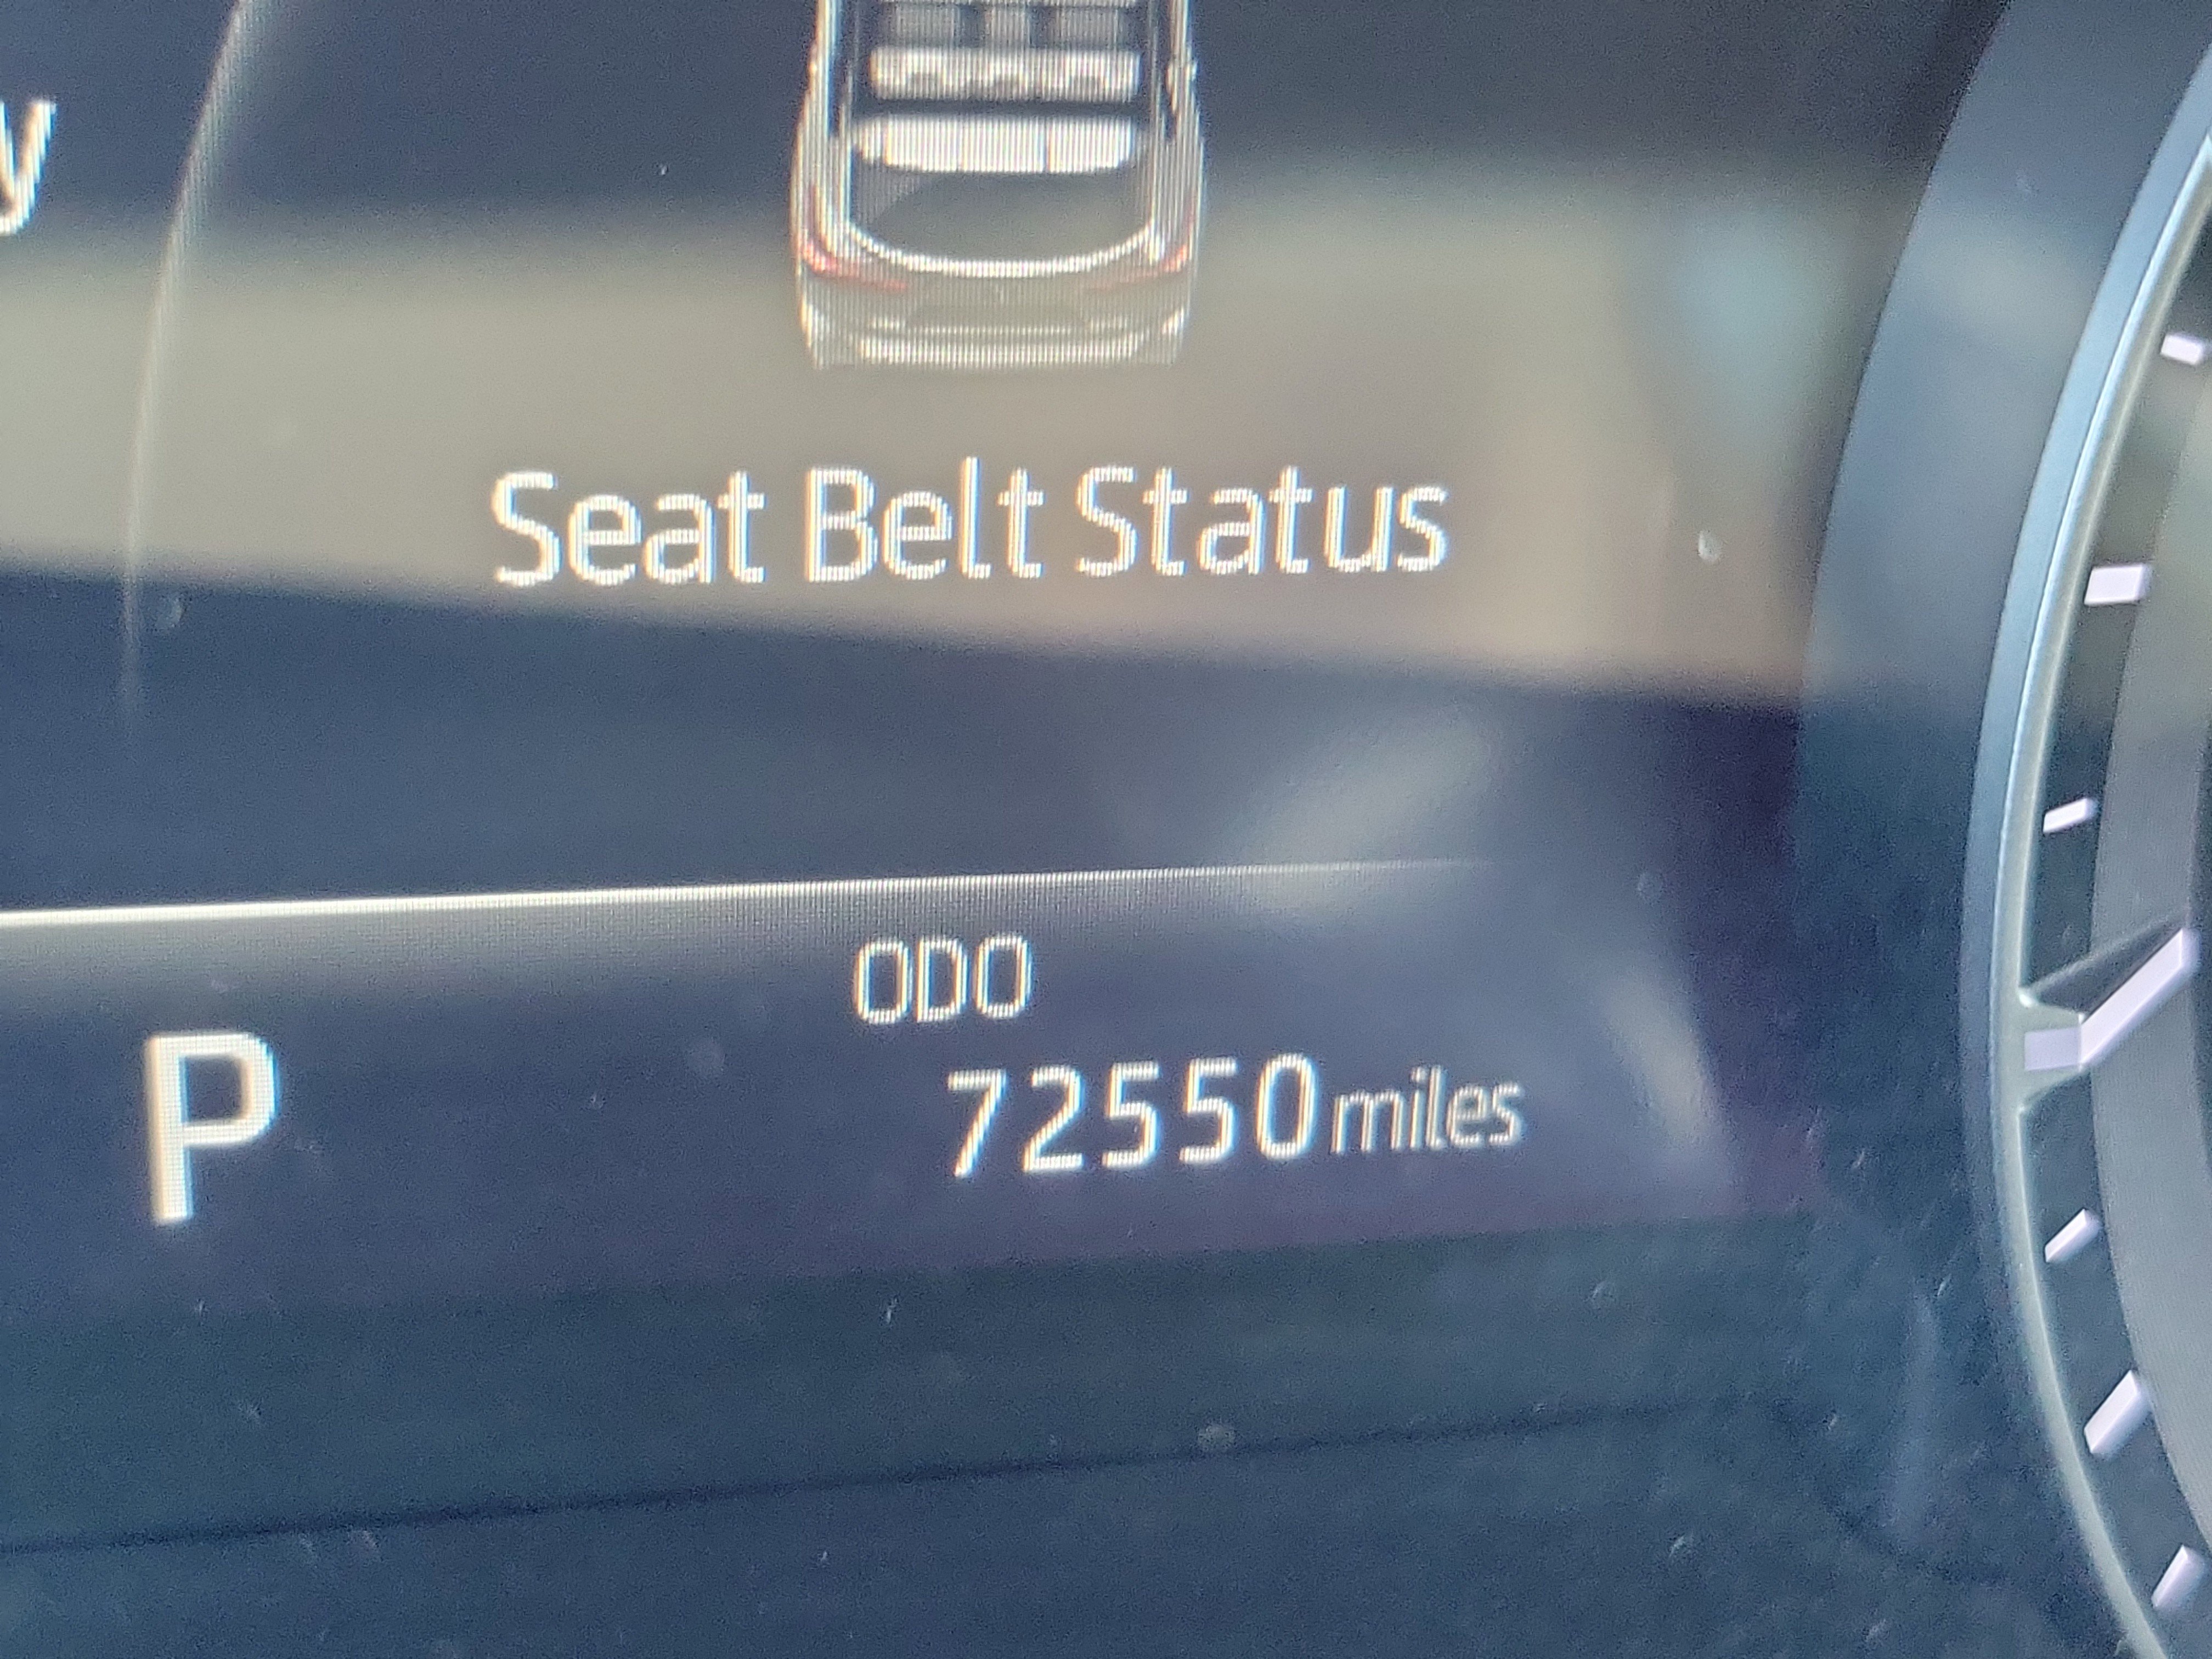 y
Seat Belt Status
ODO
P
72550 miles